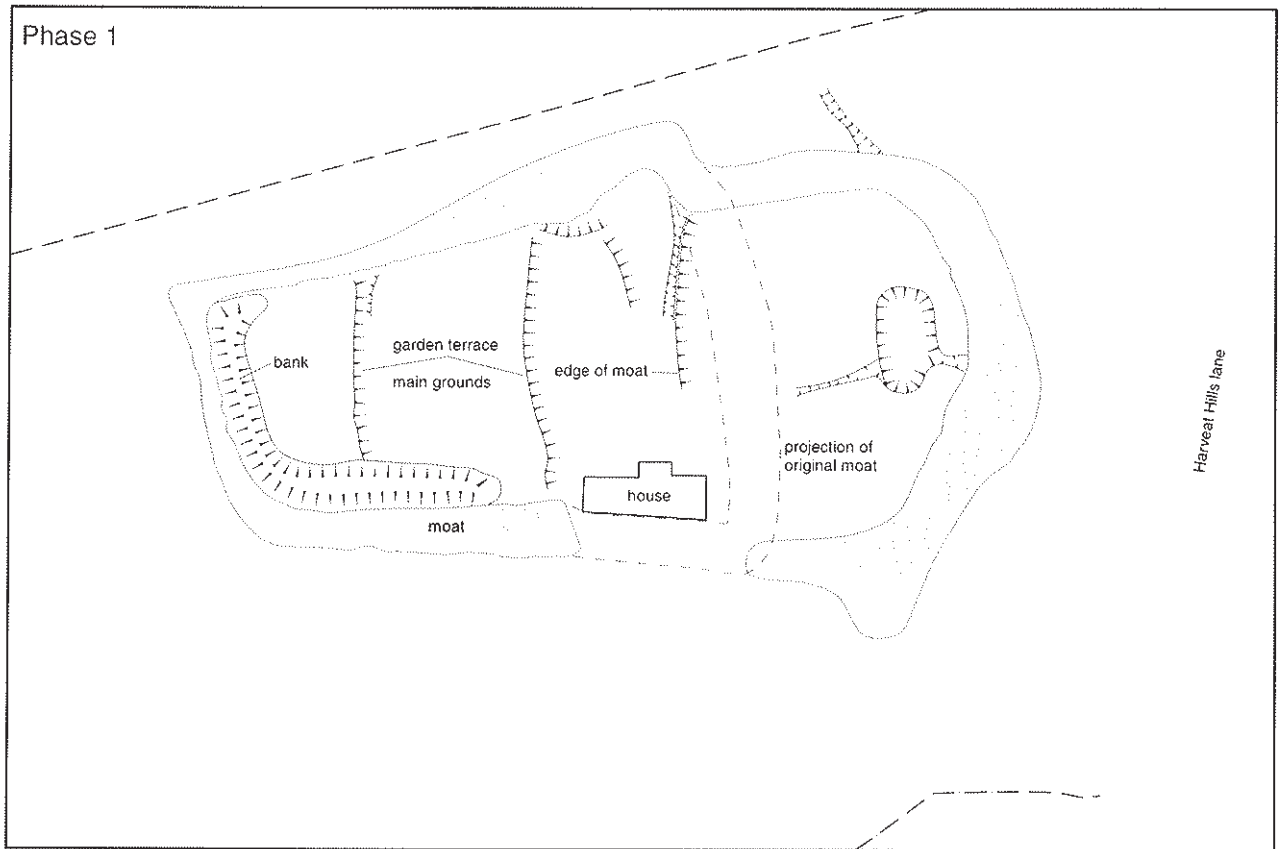 Phase 1
bank
garden terrace
main grounds
edge of moat
projection of
original moat
house
moat
Harveat Hills lane